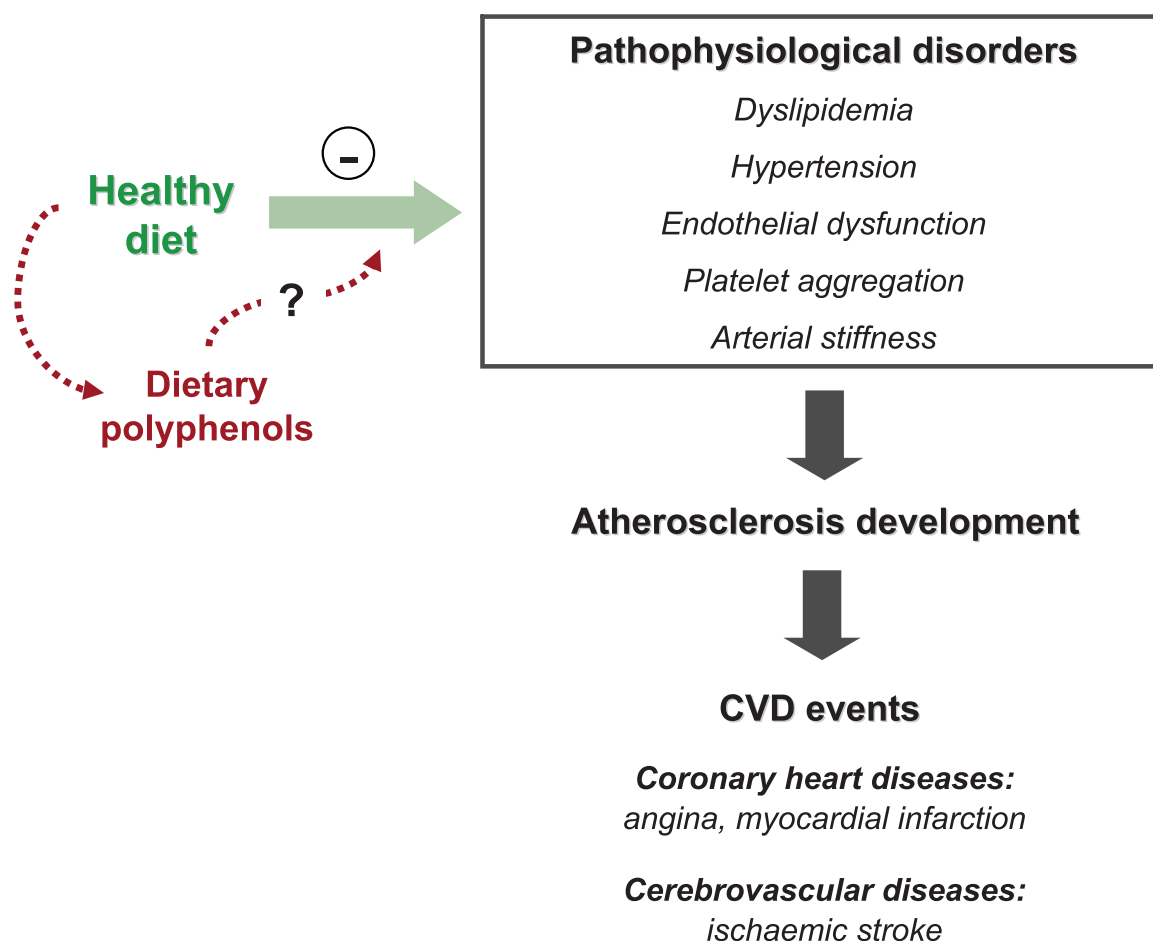 Pathophysiological disorders
Dyslipidemia
Hypertension
Endothelial dysfunction
Platelet aggregation
Arterial stiffness
-
Healthy
diet
?
Dietary
polyphenols
Atherosclerosis development
CVD events
Coronary heart diseases:
angina, myocardial infarction
Cerebrovascular diseases:
ischaemic stroke